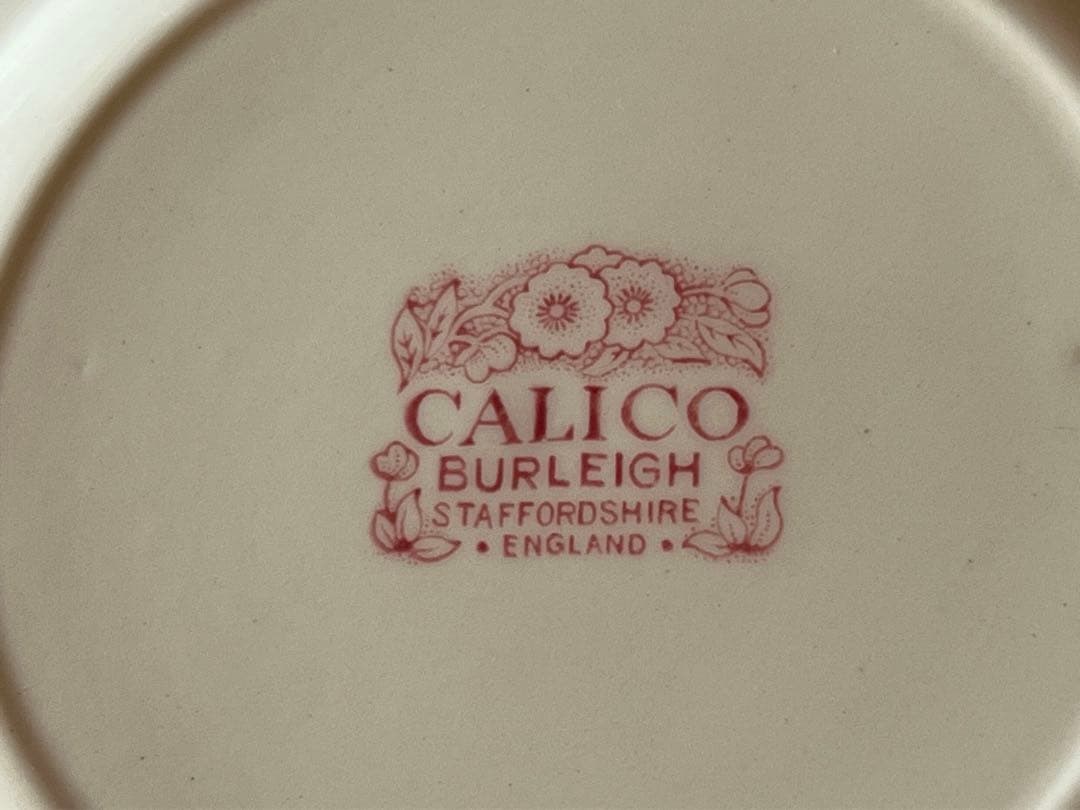 CALICO
BURLEIGH
STAFFORDSHIRE
• ENGLAND •